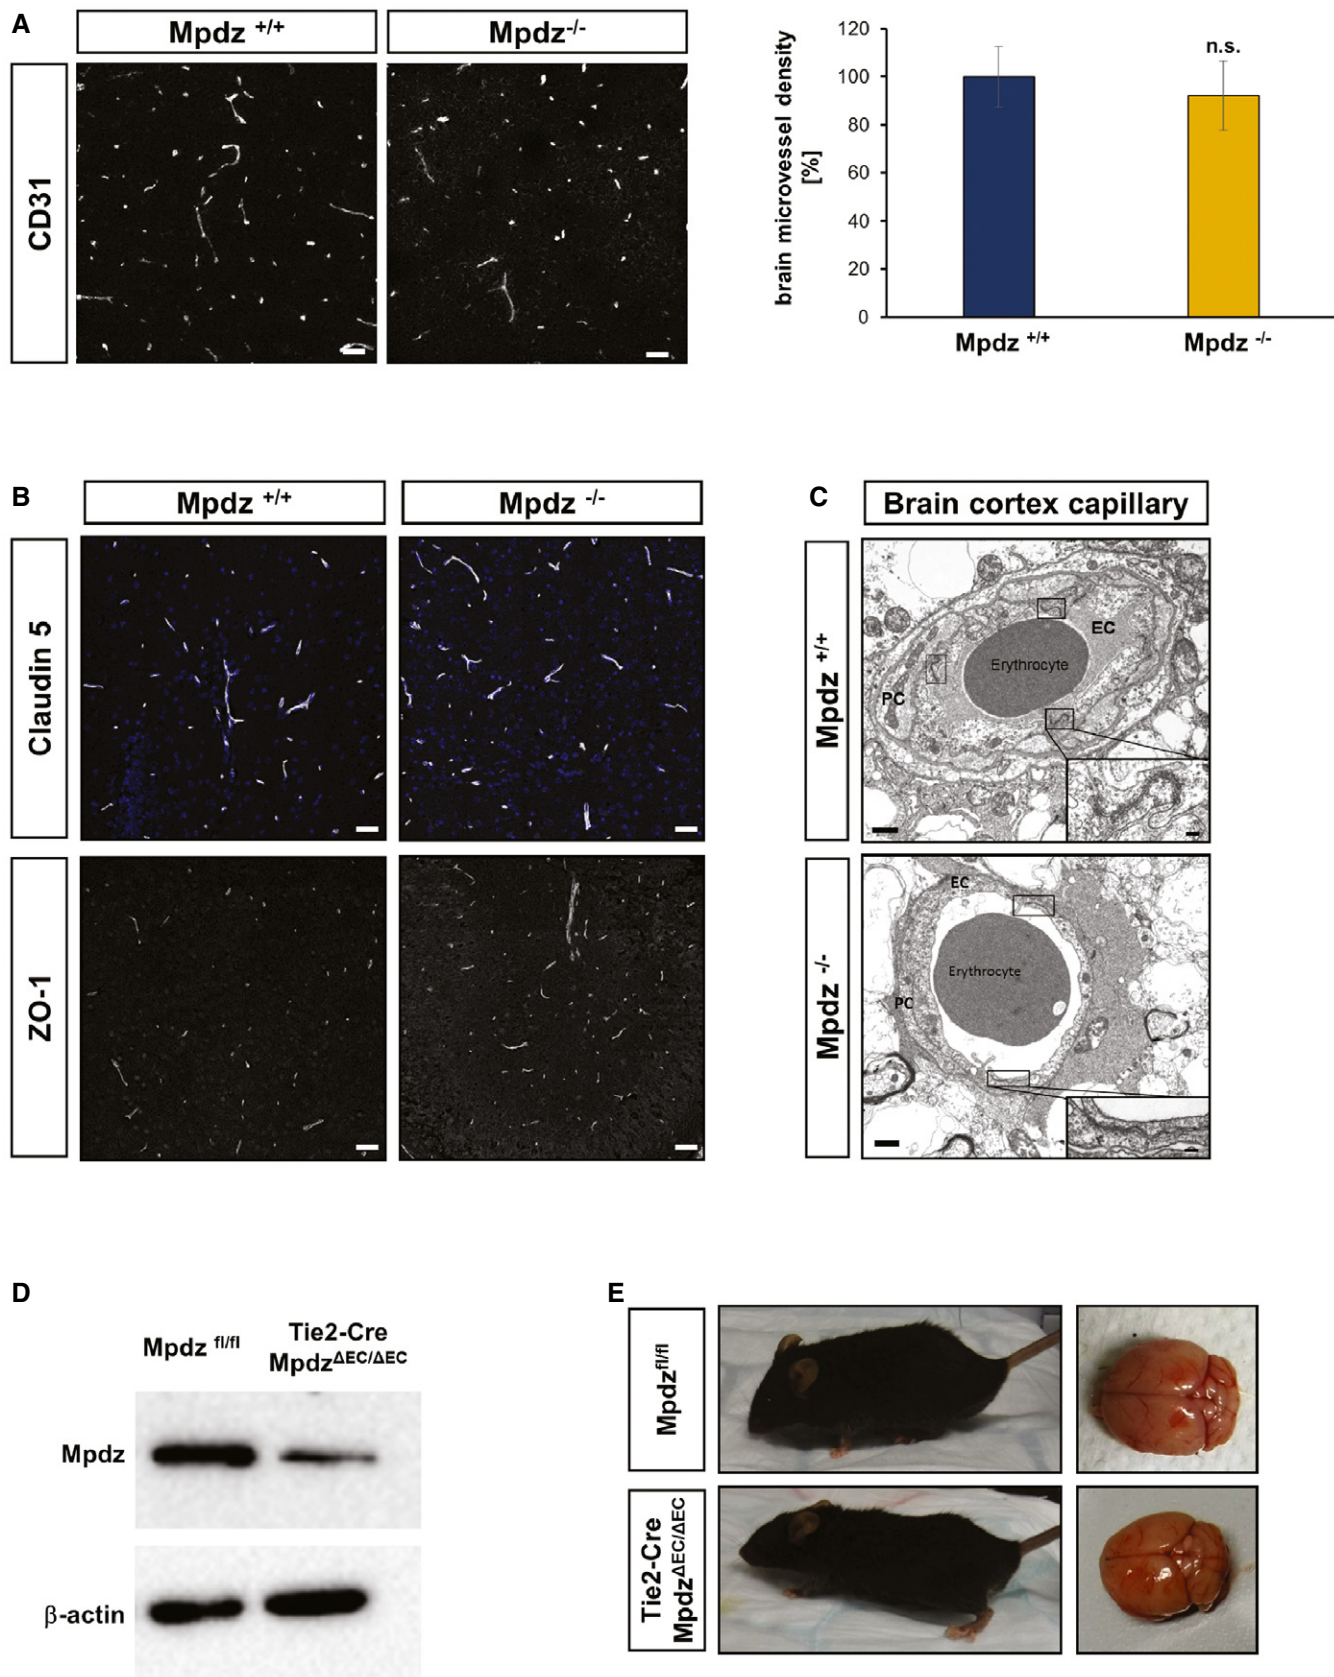 A
Mpdz +/+
Mpdz-/-
CD31
brain microvessel density
[%]
120
100
80
60
40
20
0
n.s.
Mpdz +/+
Mpdz -/-
B
Mpdz +/+
Mpdz -/-
Claudin 5
ZO-1
C
Brain cortex capillary
Mpdz +/+
EC
Erythrocyte
PC
Mpdz -/-
EC
Erythrocyte
PC
D
Mpdz fl/fl
Tie2-Cre
MpdzΔEC/ΔEC
Mpdz
β-actin
E
Mpdzfl/fl
Tie2-Cre
MpdzΔEC/ΔEC